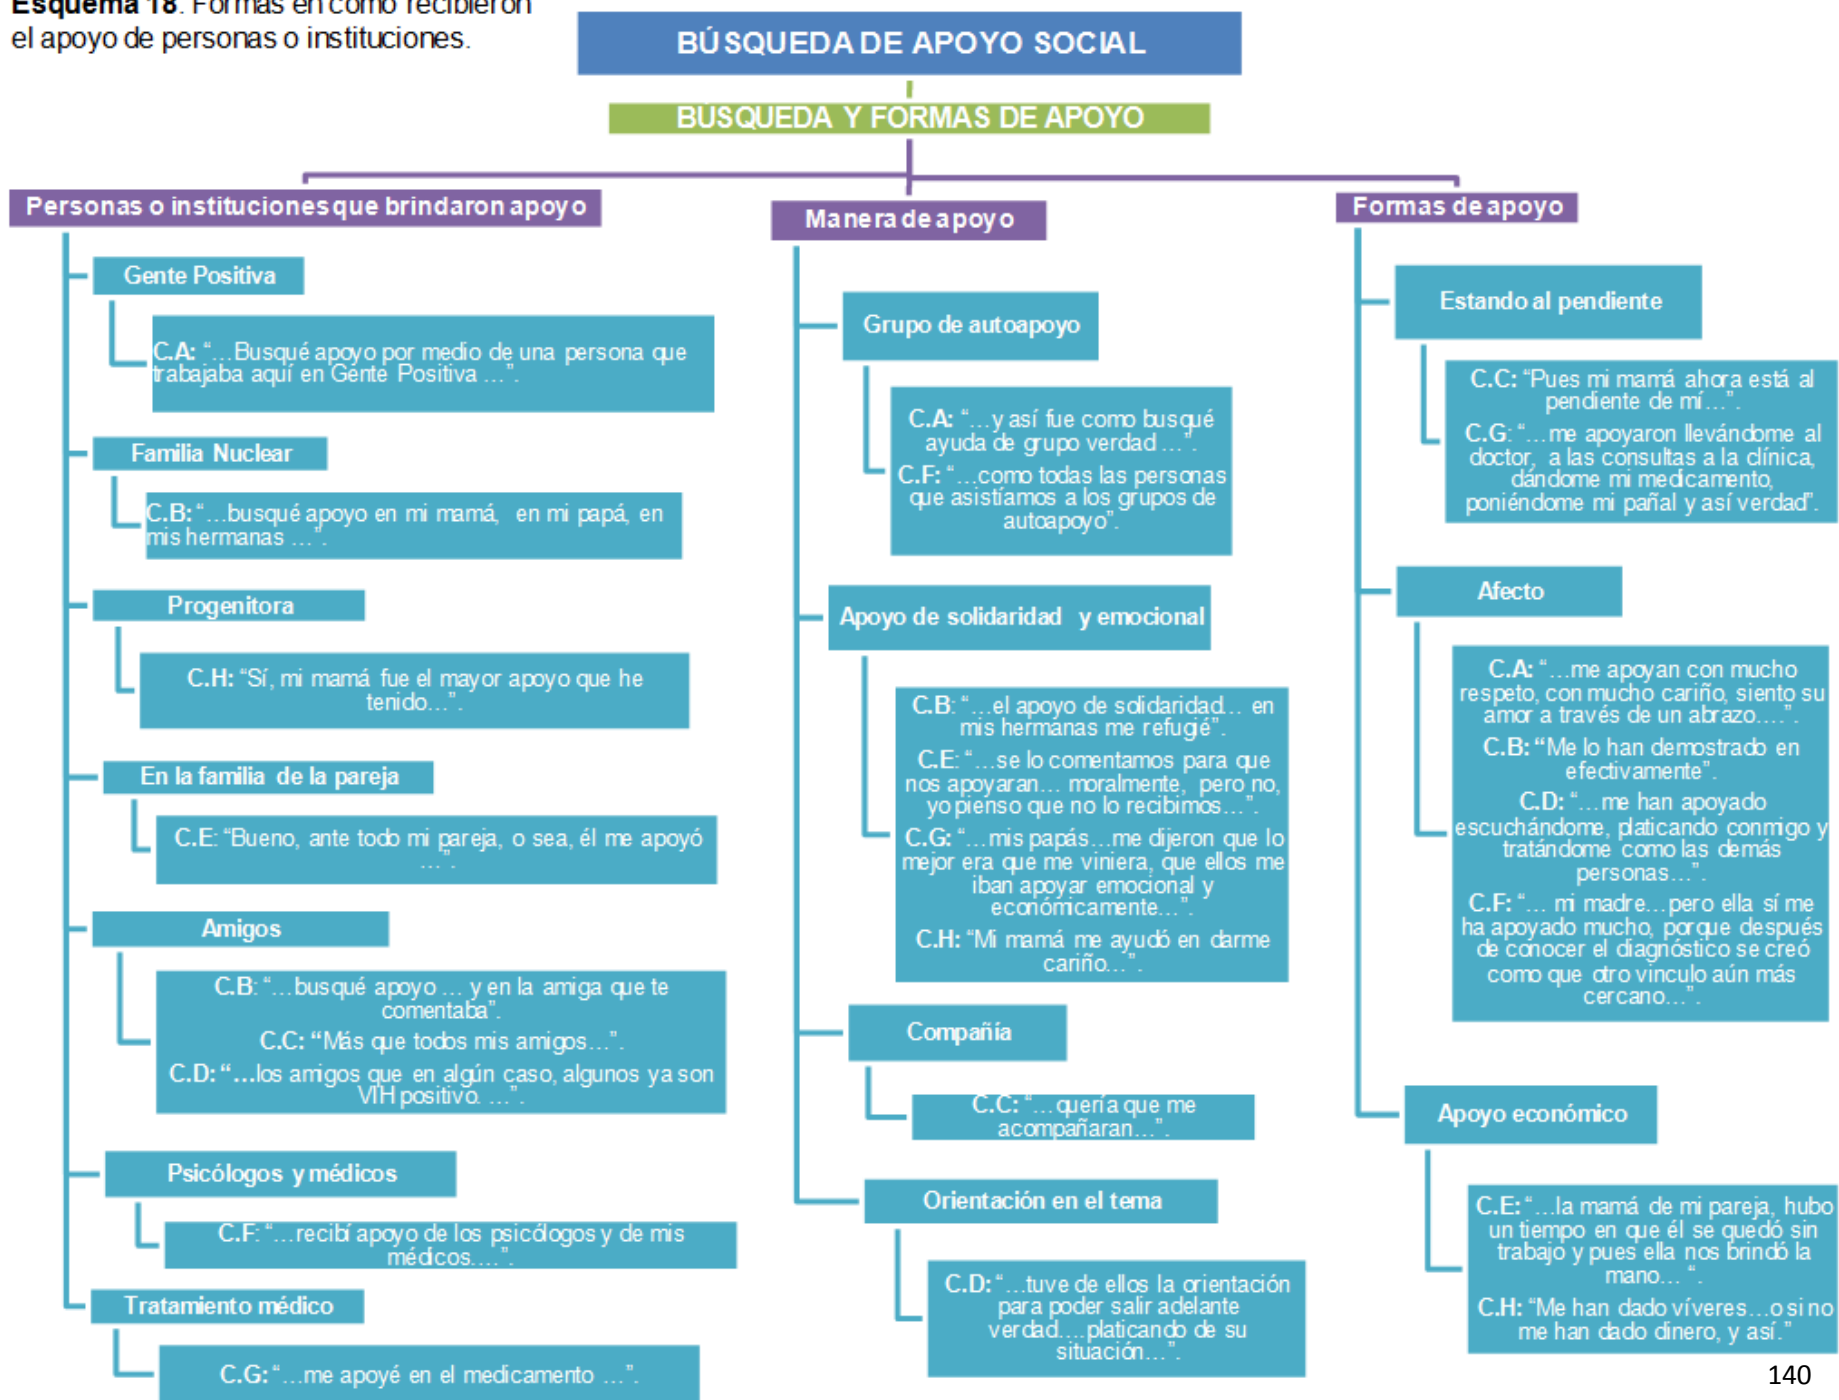 Esquema 18. Formas en cómo recibieron
el apoyo de personas o instituciones.
BÚSQUEDA DE APOYO SOCIAL
BÚSQUEDA Y FORMAS DE APOYO
Personas o instituciones que brindaron apoyo
Gente Positiva
C.A: “…Busqué apoyo por medio de una persona que
trabajaba aquí en Gente Positiva …”.
Familia Nuclear
C.B: “…busqué apoyo en mi mamá, en mi papá, en
mis hermanas …”.
Progenitora
C.H: “Sí, mi mamá fue el mayor apoyo que he
tenido…”.
En la familia de la pareja
C.E: “Bueno, ante todo mi pareja, o sea, él me apoyó
…”.
Amigos
C.B: “…busqué apoyo … y en la amiga que te
comentaba”.
C.C: “Más que todos mis amigos…”.
C.D: “…los amigos que en algún caso, algunos ya son
VIH positivo. …”.
Psicólogos y médicos
C.F: “…recibí apoyo de los psicólogos y de mis
médicos.…”.
Tratamiento médico
C.G: “…me apoyé en el medicamento …”.
Manera de apoyo
Grupo de autoapoyo
C.A: “…y así fue como busqué
ayuda de grupo verdad …”.
C.F: “…como todas las personas
que asistíamos a los grupos de
autoapoyo”.
Apoyo de solidaridad y emocional
C.B: “…el apoyo de solidaridad… en
mis hermanas me refugié”.
C.E: “…se lo comentamos para que
nos apoyaran… moralmente, pero no,
yo pienso que no lo recibimos…”.
C.G: “…mis papás…me dijeron que lo
mejor era que me viniera, que ellos me
iban apoyar emocional y
económicamente…”.
C.H: “Mi mamá me ayudó en darme
cariño…”.
Compañía
C.C: “…quería que me
acompañaran…”.
Orientación en el tema
C.D: “…tuve de ellos la orientación
para poder salir adelante
verdad….platicando de su
situación…”.
Formas de apoyo
Estando al pendiente
C.C: “Pues mi mamá ahora está al
pendiente de mí…”.
C.G: “…me apoyaron llevándome al
doctor, a las consultas a la clínica,
dándome mi medicamento,
poniéndome mi pañal y así verdad”.
Afecto
C.A: “…me apoyan con mucho
respeto, con mucho cariño, siento su
amor a través de un abrazo….”.
C.B: “Me lo han demostrado en
efectivamente”.
C.D: “…me han apoyado
escuchándome, platicando conmigo y
tratándome como las demás
personas…”.
C.F: “… mi madre…pero ella sí me
ha apoyado mucho, porque después
de conocer el diagnóstico se creó
como que otro vinculo aún más
cercano…”.
Apoyo económico
C.E: “…la mamá de mi pareja, hubo
un tiempo en que él se quedó sin
trabajo y pues ella nos brindó la
mano… “.
C.H: “Me han dado víveres…o si no
me han dado dinero, y así.”
140